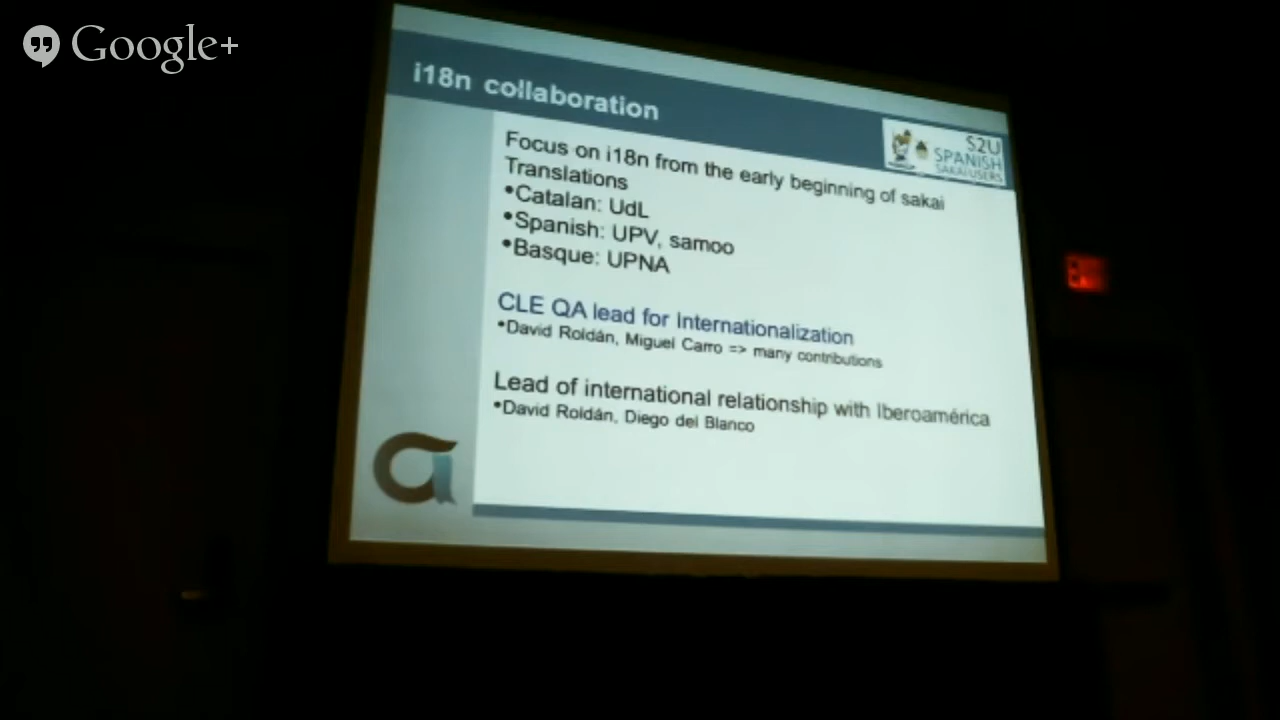 Google+
i18n collaboration
S2U
SPANISH
SAKAI USERS
Focus on i18n from the early beginning of sakai
Translations
•Catalan: UdL
•Spanish: UPV, samoo
•Basque: UPNA
CLE QA lead for Internationalization
•David Roldán, Miguel Carro => many contributions
Lead of international relationship with Iberoamérica
•David Roldán, Diego del Blanco